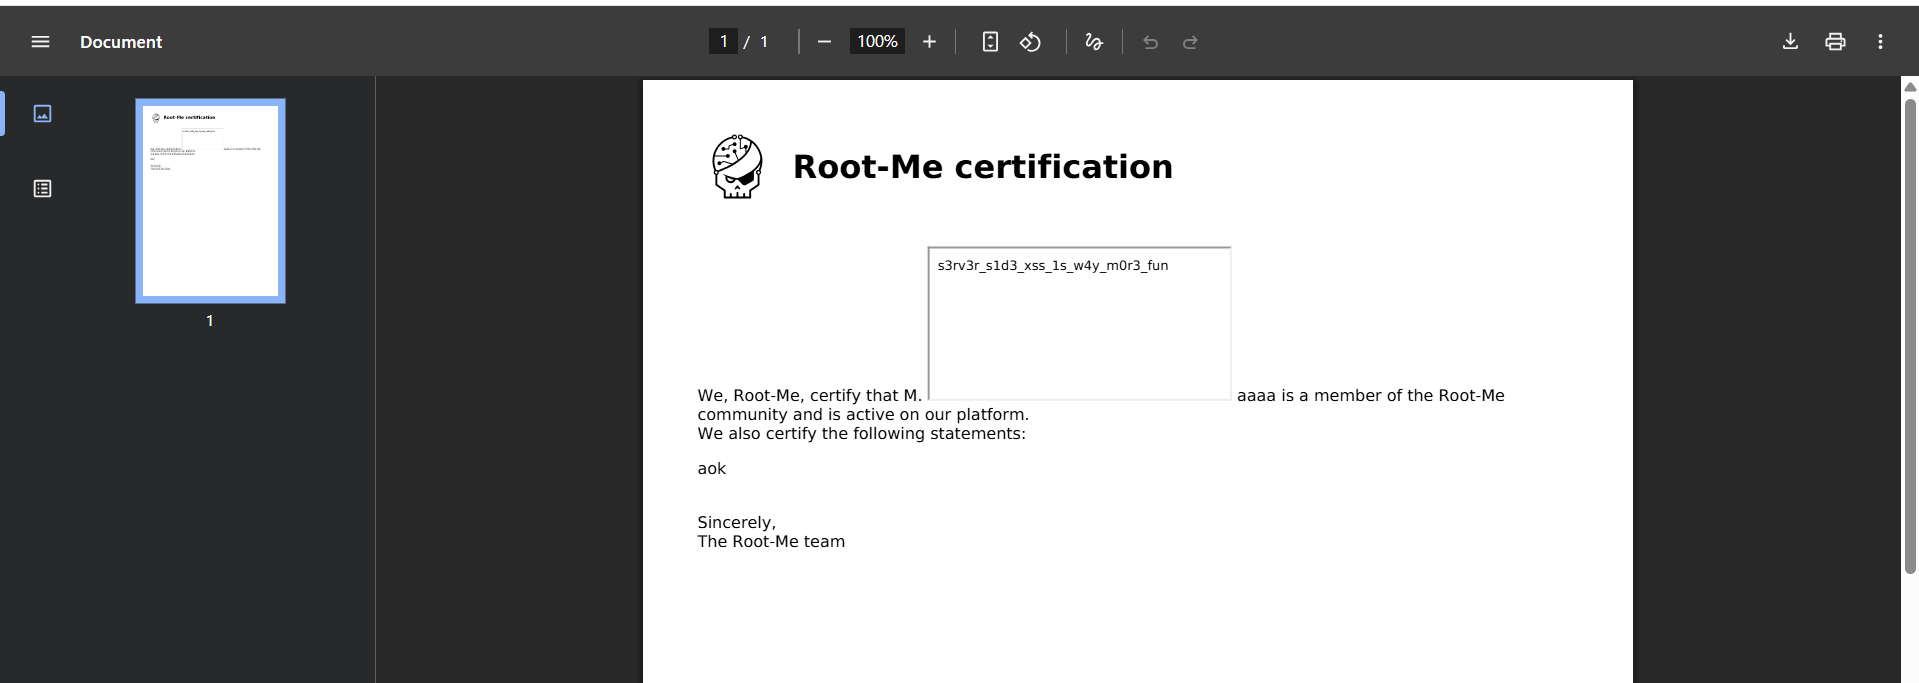 Document
1 / 1
100%
1
Root-Me certification
s3rv3r_s1d3_xss_1s_w4y_m0r3_fun
We, Root-Me, certify that M. aaaa is a member of the Root-Me
community and is active on our platform.
We also certify the following statements:
aok
Sincerely,
The Root-Me team